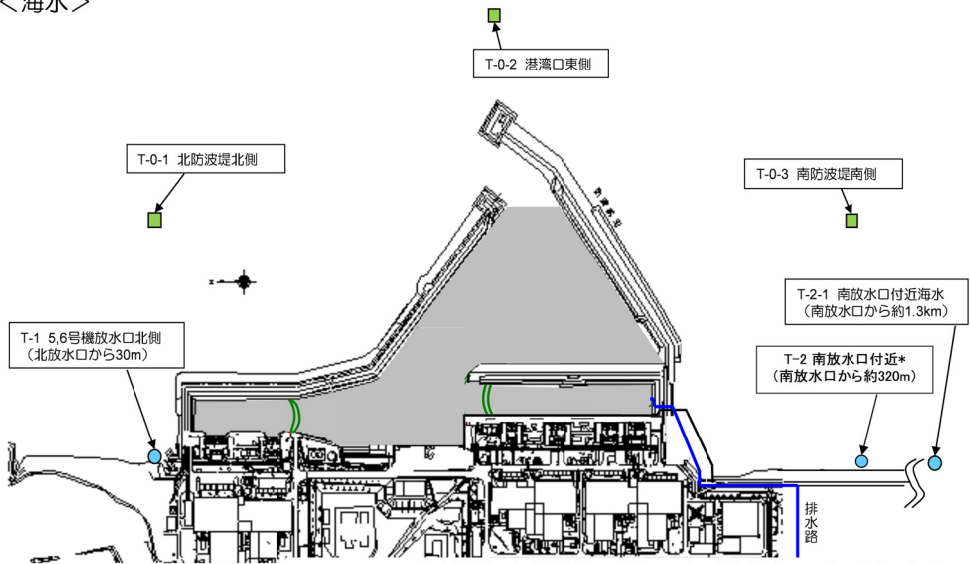 ＜海水＞
T-0-2 港湾口東側
T-0-1 北防波堤北側
T-0-3 南防波堤南側
T-2-1 南放水口付近海水
（南放水口から約1.3km）
T-1 5,6号機放水口北側
（北放水口から30m）
T-2 南放水口付近*
（南放水口から約320m）
排水路